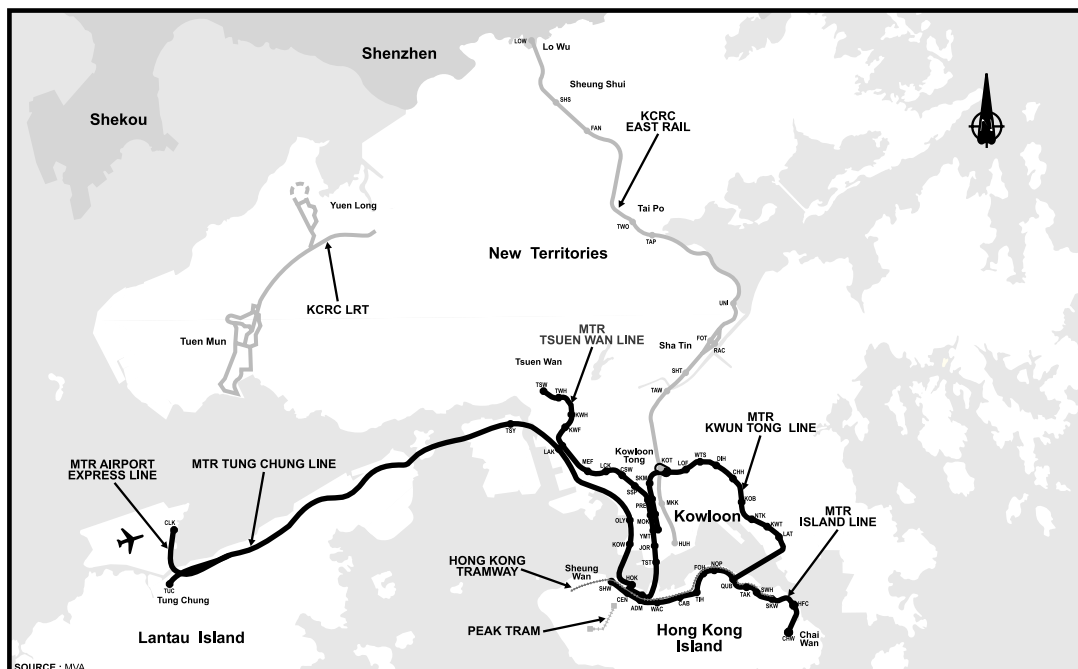 Shenzhen
LOW
Lo Wu
Sheung Shui
Shekou
SHS
KCRC
EAST RAIL
FAN
Yuen Long
Tai Po
TWO
TAP
New Territories
KCRC LRT
UNI
MTR
TSUEN WAN LINE
Tuen Mun
FOT
Sha Tin
RAC
Tsuen Wan
SHT
TSW
TWH
TAW
KWH
MTR
KWUN TONG LINE
TSY
KWF
LAK
Kowloon
Tong
KOT
LOF
WTS
DIH
MTR AIRPORT
EXPRESS LINE
MTR TUNG CHUNG LINE
MEF
LCK
CSW
CHH
SKM
SSP
PRE
MKK
KOB
MTR
ISLAND LINE
CLK
OLY
MOK
Kowloon
NTK
KWT
YMT
LAT
KOW
JOR
HUH
HONG KONG
TRAMWAY
Sheung
Wan
TST
FOH
NOP
TUC
HOK
SHW
QUB
SWH
Tung Chung
CEN
ADM
WAC
CAB
TIH
TAK
SKW
HFC
PEAK TRAM
Lantau Island
Hong Kong
Island
CHW
Chai
Wan
SOURCE : MVA